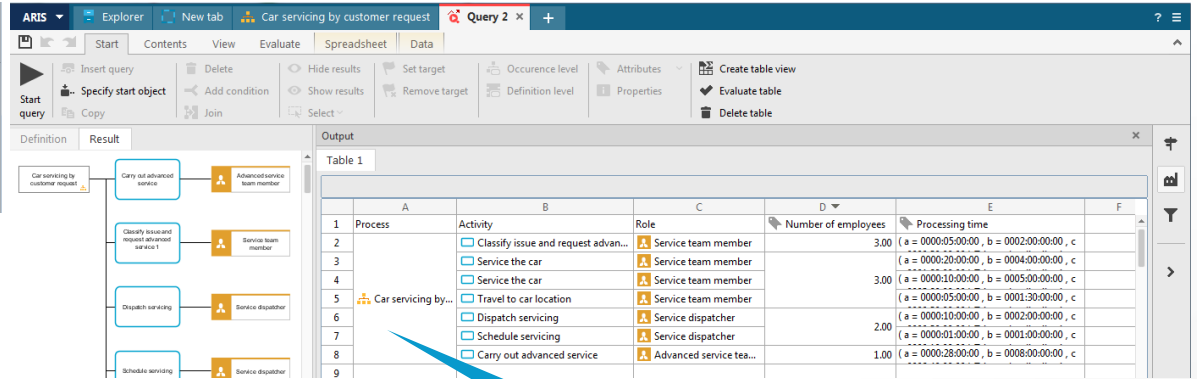 ARIS Explorer New tab Car servicing by customer request Query 2 × + ?
Start Contents View Evaluate Spreadsheet Data
Insert query Delete Hide results Set target Occurence level Attributes Create table view
Start Specify start object Add condition Show results Remove target Definition level Properties Evaluate table
query Copy Join Select Delete table
Definition Result Output ×
Table 1
Car servicing by customer request
Carry out advanced service
Advanced service team member
Classify issue and request advanced service 1
Service team member
Dispatch servicing
Service dispatcher
Schedule servicing
Service dispatcher
A B C D E F
1 Process Activity Role Number of employees Processing time
2 Classify issue and request advan... Service team member 3.00 ( a = 0000:05:00:00 , b = 0002:00:00:00 , c
3 Service the car Service team member ( a = 0000:20:00:00 , b = 0004:00:00:00 , c
4 Service the car Service team member 3.00 ( a = 0000:10:00:00 , b = 0005:00:00:00 , c
5 Car servicing by... Travel to car location Service team member ( a = 0000:05:00:00 , b = 0001:30:00:00 , c
6 Dispatch servicing Service dispatcher 2.00 ( a = 0000:10:00:00 , b = 0002:00:00:00 , c
7 Schedule servicing Service dispatcher ( a = 0000:01:00:00 , b = 0001:00:00:00 , c
8 Carry out advanced service Advanced service tea... 1.00 ( a = 0000:28:00:00 , b = 0008:00:00:00 , c
9